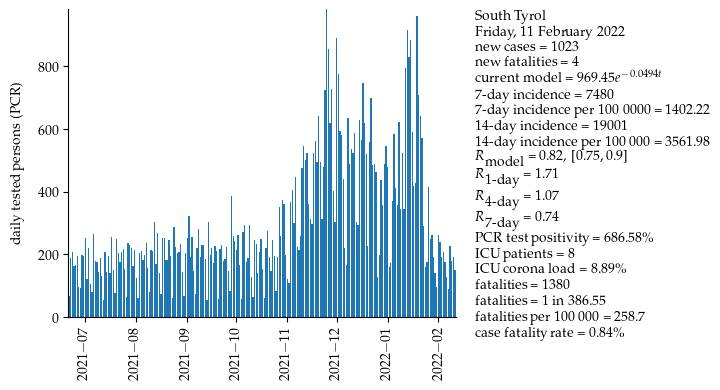 South Tyrol
Friday, 11 February 2022
new cases = 1023
new fatalities = 4
current model = 969.45e^{−0.0494t}
7-day incidence = 7480
7-day incidence per 100 0000 = 1402.22
14-day incidence = 19001
14-day incidence per 100 000 = 3561.98
R_model = 0.82, [0.75, 0.9]
R_1-day = 1.71
R_4-day = 1.07
R_7-day = 0.74
PCR test positivity = 686.58%
ICU patients = 8
ICU corona load = 8.89%
fatalities = 1380
fatalities = 1 in 386.55
fatalities per 100 000 = 258.7
case fatality rate = 0.84%
daily tested persons (PCR)
800
600
400
200
0
2021−07
2021−08
2021−09
2021−10
2021−11
2021−12
2022−01
2022−02